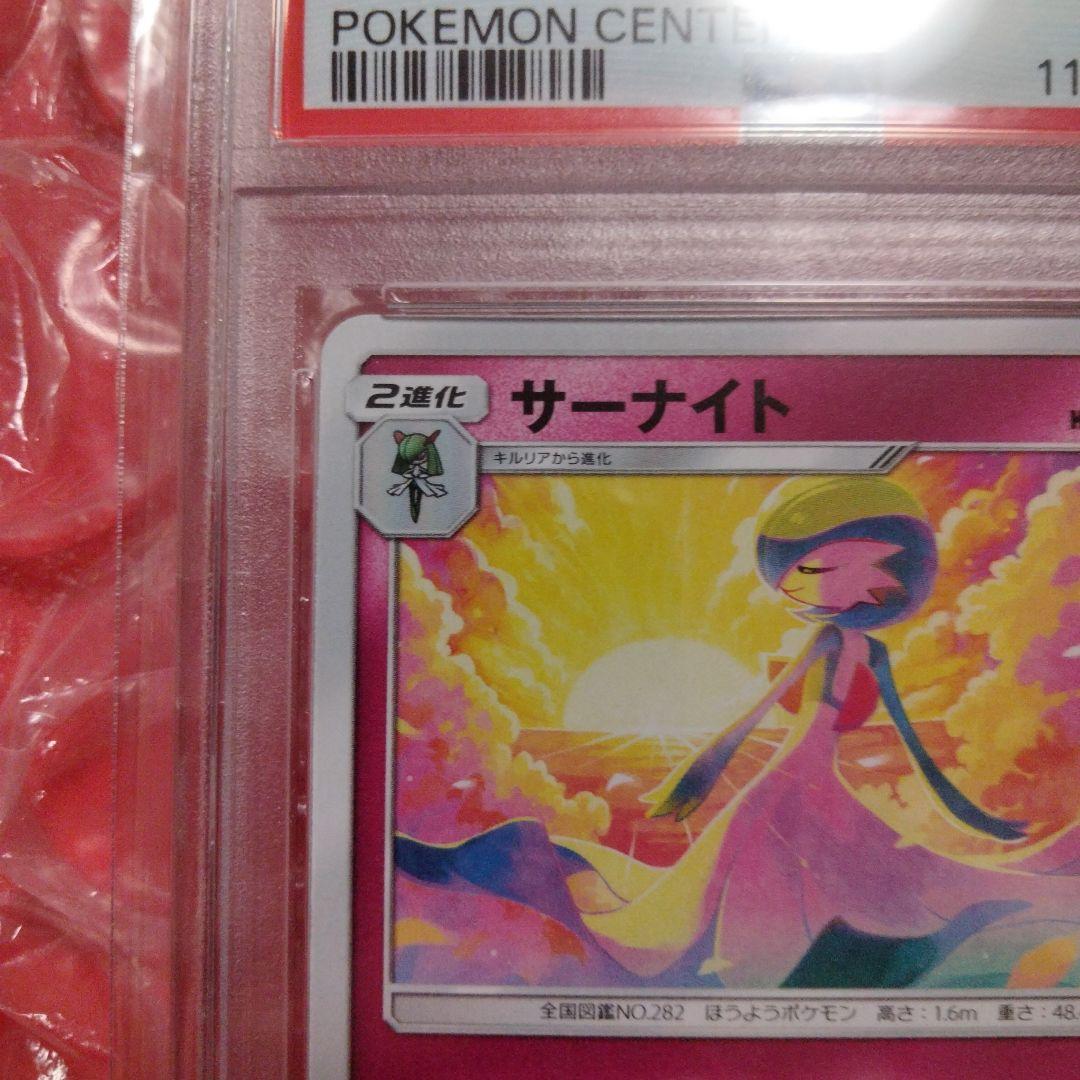 POKEMON CENTE
11
2進化
サーナイト
キルリアから進化
全国図鑑NO.282 ほうようポケモン 高さ:1.6m 重さ:48.